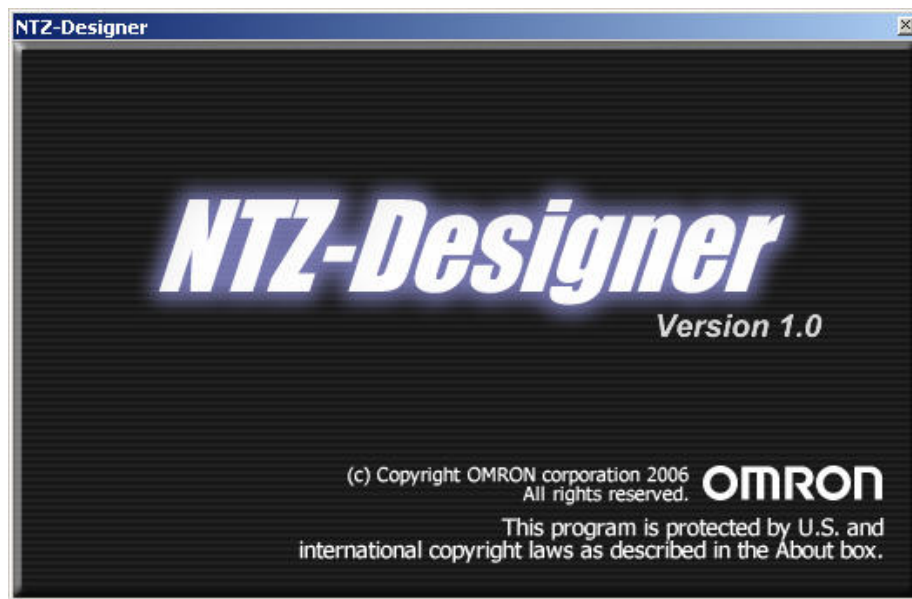 NTZ-Designer
NTZ-Designer
Version 1.0
(c) Copyright OMRON corporation 2006
All rights reserved.
OMRON
This program is protected by U.S. and
international copyright laws as described in the About box.